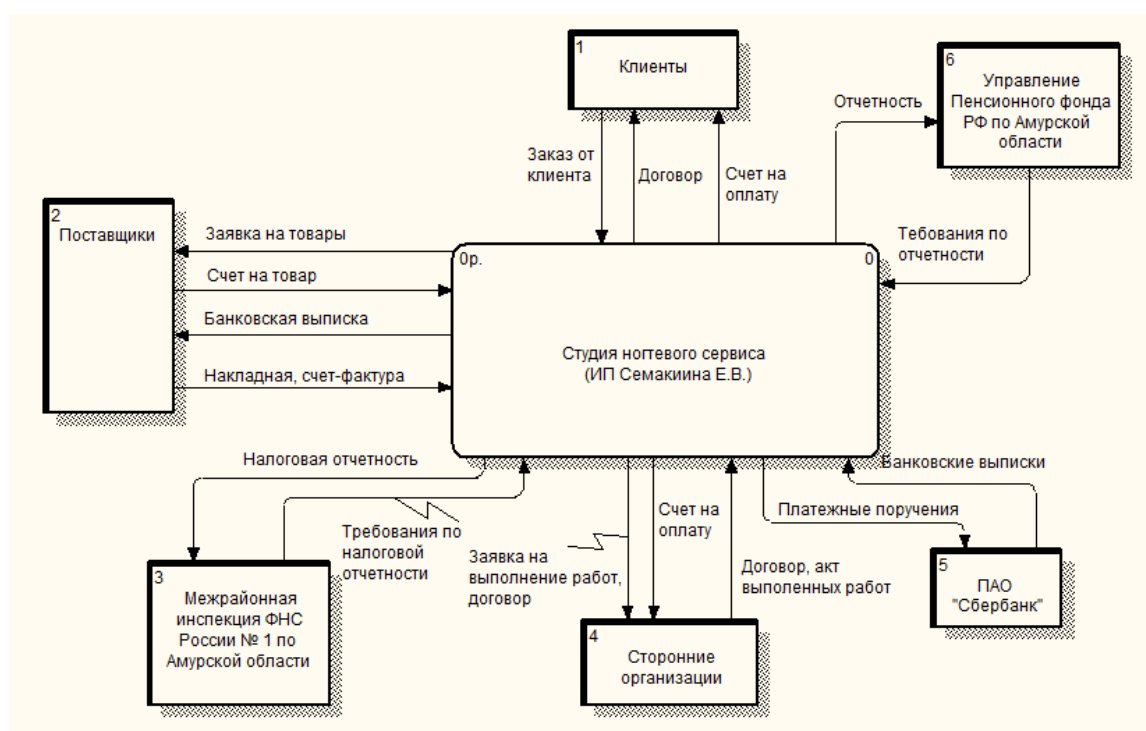 1
Клиенты
6
Управление
Пенсионного фонда
РФ по Амурской
области
Отчетность
Заказ от
клиента
Договор
Счет на
оплату
2
Поставщики
Заявка на товары
Тебования по
отчетности
0р.
0
Счет на товар
Банковская выписка
Студия ногтевого сервиса
(ИП Семакиина Е.В.)
Накладная, счет-фактура
Налоговая отчетность
Банковские выписки
Требования по
налоговой
отчетности
Счет на
оплату
Платежные поручения
Заявка на
выполнение работ,
договор
Договор, акт
выполенных работ
3
Межрайонная
инспекция ФНС
России № 1 по
Амурской области
5
ПАО
"Сбербанк"
4
Сторонние
организации